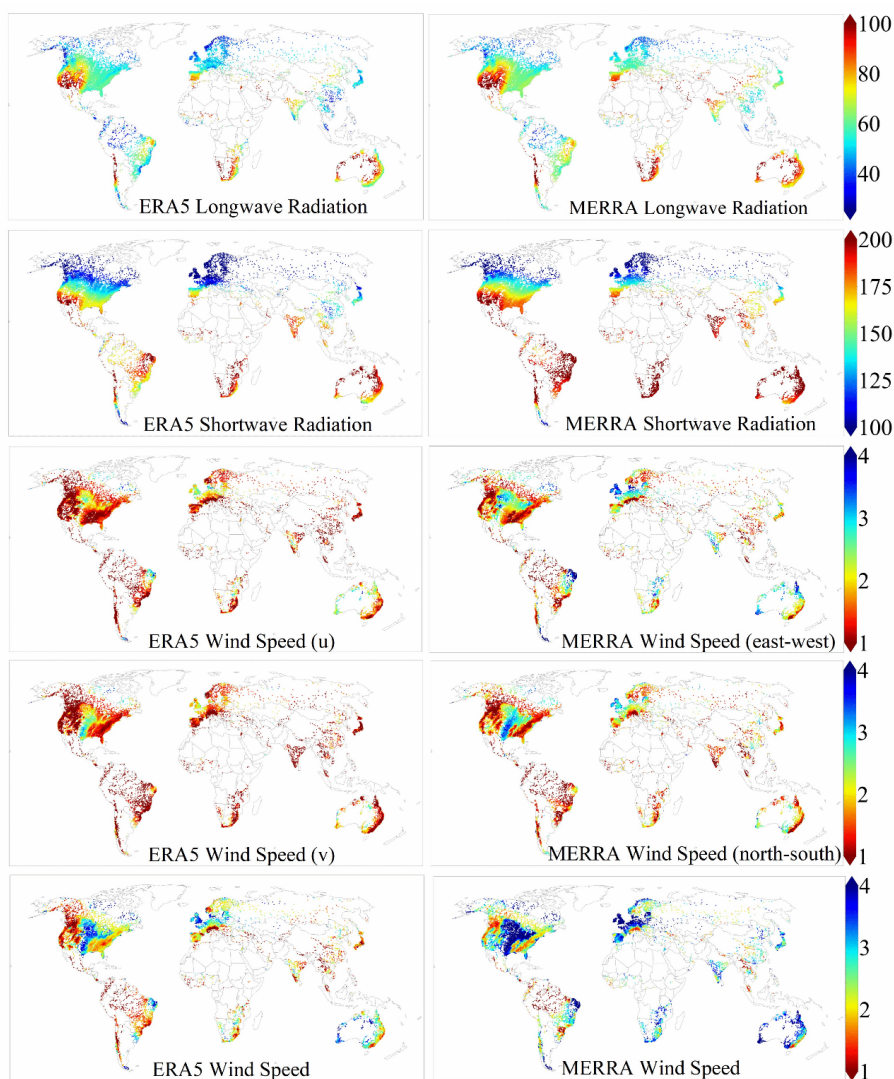 100
80
60
40
ERA5 Longwave Radiation
MERRA Longwave Radiation
200
175
150
125
100
ERA5 Shortwave Radiation
MERRA Shortwave Radiation
4
3
2
1
ERA5 Wind Speed (u)
MERRA Wind Speed (east-west)
4
3
2
1
ERA5 Wind Speed (v)
MERRA Wind Speed (north-south)
4
3
2
1
ERA5 Wind Speed
MERRA Wind Speed